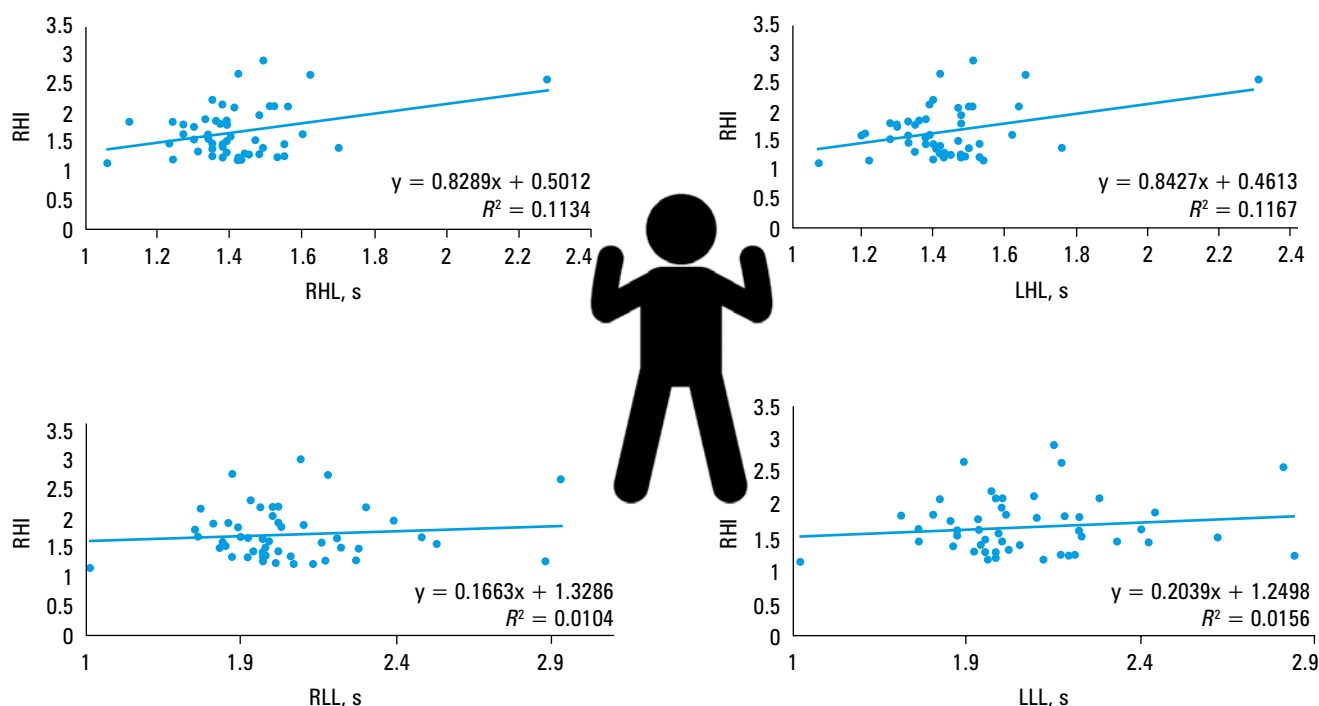 3.5
3
2.5
2
1.5
1
0.5
0
RHI
y = 0.8289x + 0.5012
R² = 0.1134
1 1.2 1.4 1.6 1.8 2 2.2 2.4
RHL, s
3.5
3
2.5
2
1.5
1
0.5
0
RHI
y = 0.8427x + 0.4613
R² = 0.1167
1 1.2 1.4 1.6 1.8 2 2.2 2.4
LHL, s
3.5
3
2.5
2
1.5
1
0.5
0
RHI
y = 0.1663x + 1.3286
R² = 0.0104
1 1.9 2.4 2.9
RLL, s
3.5
3
2.5
2
1.5
1
0.5
0
RHI
y = 0.2039x + 1.2498
R² = 0.0156
1 1.9 2.4 2.9
LLL, s